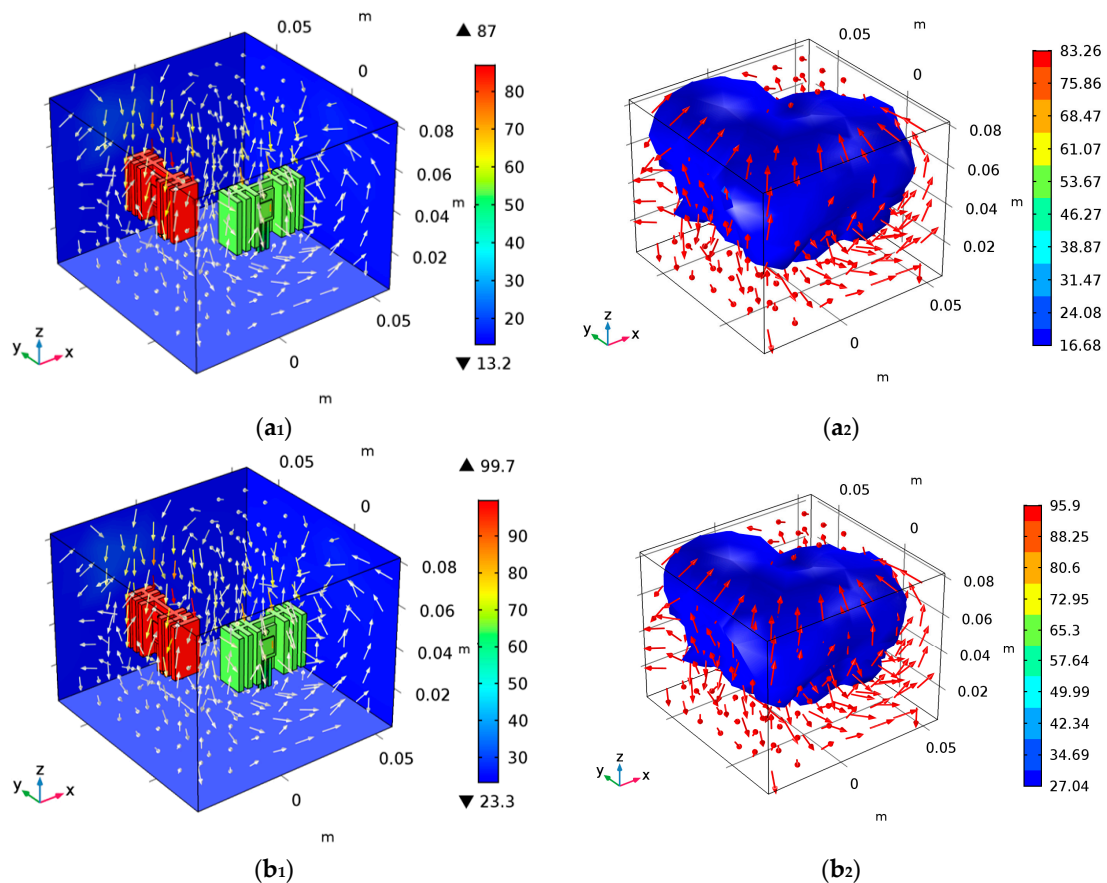 m
0.05
0
▲ 87
80
70
60
50
40
30
20
▼ 13.2
0.08
0.06
0.04
m
0.02
0.05
0
m
z
y
x
(a1)
m
0.05
0
0.08
0.06
0.04
m
0.02
0.05
0
m
z
y
x
83.26
75.86
68.47
61.07
53.67
46.27
38.87
31.47
24.08
16.68
(a2)
m
0.05
0
▲ 99.7
90
80
70
60
50
40
30
▼ 23.3
0.08
0.06
0.04
m
0.02
0.05
0
m
z
y
x
(b1)
m
0.05
0
0.08
0.06
0.04
m
0.02
0.05
0
m
z
y
x
95.9
88.25
80.6
72.95
65.3
57.64
49.99
42.34
34.69
27.04
(b2)